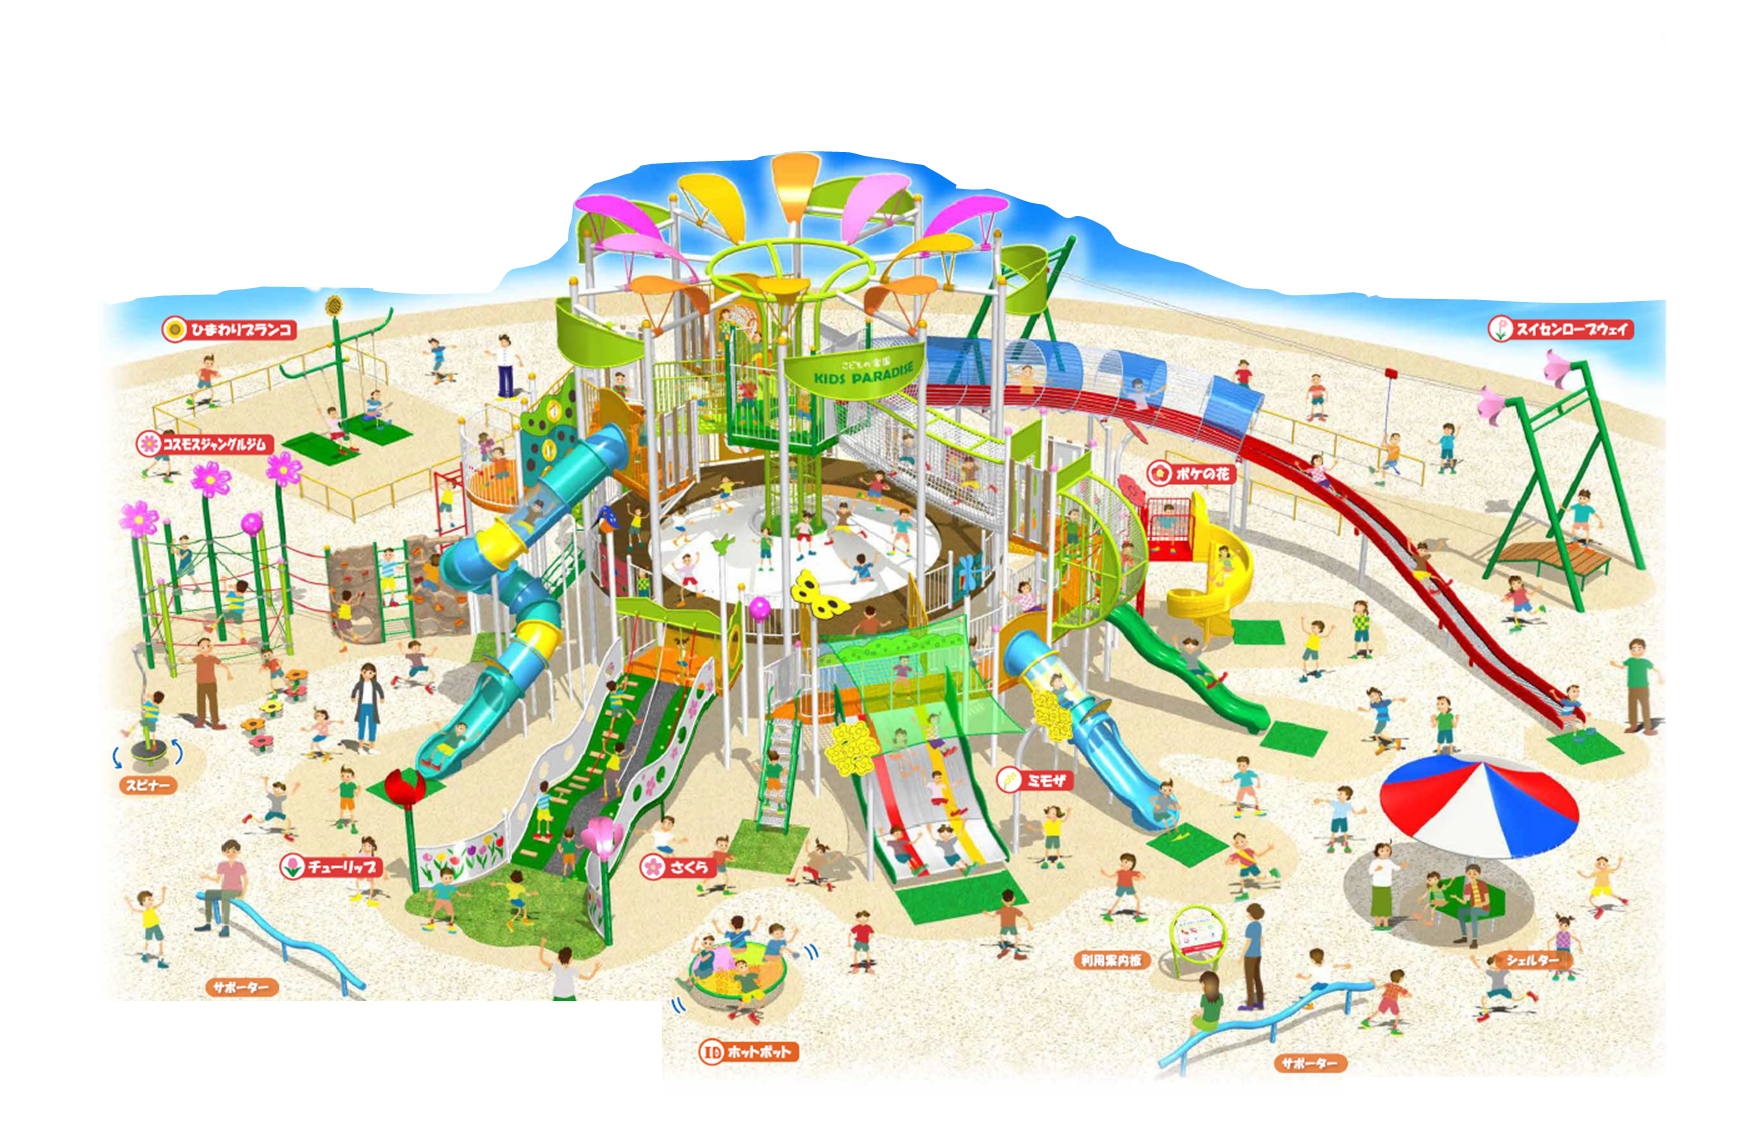 ひまわりブランコ
スイセンロープウェイ
こどもの楽園
KIDS PARADISE
コスモスジャングルジム
ボケの花
スピナー
ミモザ
チューリップ
さくら
利用案内板
シェルター
サポーター
ホットポット
サポーター